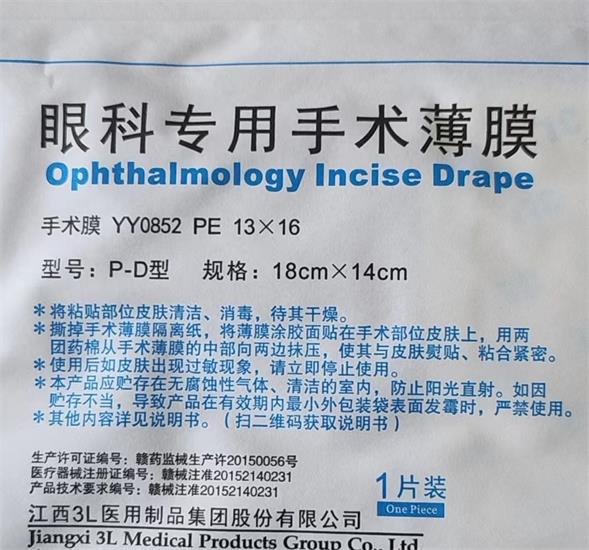 眼科专用手术薄膜
Ophthalmology Incise Drape
手术膜 YY0852 PE 13×16
型号：P-D型 规格：18cm×14cm
*将粘贴部位皮肤清洁、消毒，待其干燥。
*撕掉手术薄膜隔离纸，将薄膜涂胶面贴在手术部位皮肤上，用两
团药棉从手术薄膜的中部向两边抹压，使其与皮肤熨贴、粘合紧密。
*使用后如皮肤出现过敏现象，请立即停止使用。
*本产品应贮存在无腐蚀性气体、清洁的室内，防止阳光直射。如因
贮存不当，导致产品在有效期内最小外包装袋表面发霉时，严禁使用。
*其他内容详见说明书。（扫二维码获取说明书）
生产许可证编号：赣药监械生产许20150056号
医疗器械注册证编号：赣械注准20152140231
产品技术要求编号：赣械注准20152140231
1片装
One Piece
江西3L医用制品集团股份有限公司
Jiangxi 3L Medical Products Group Co., Ltd